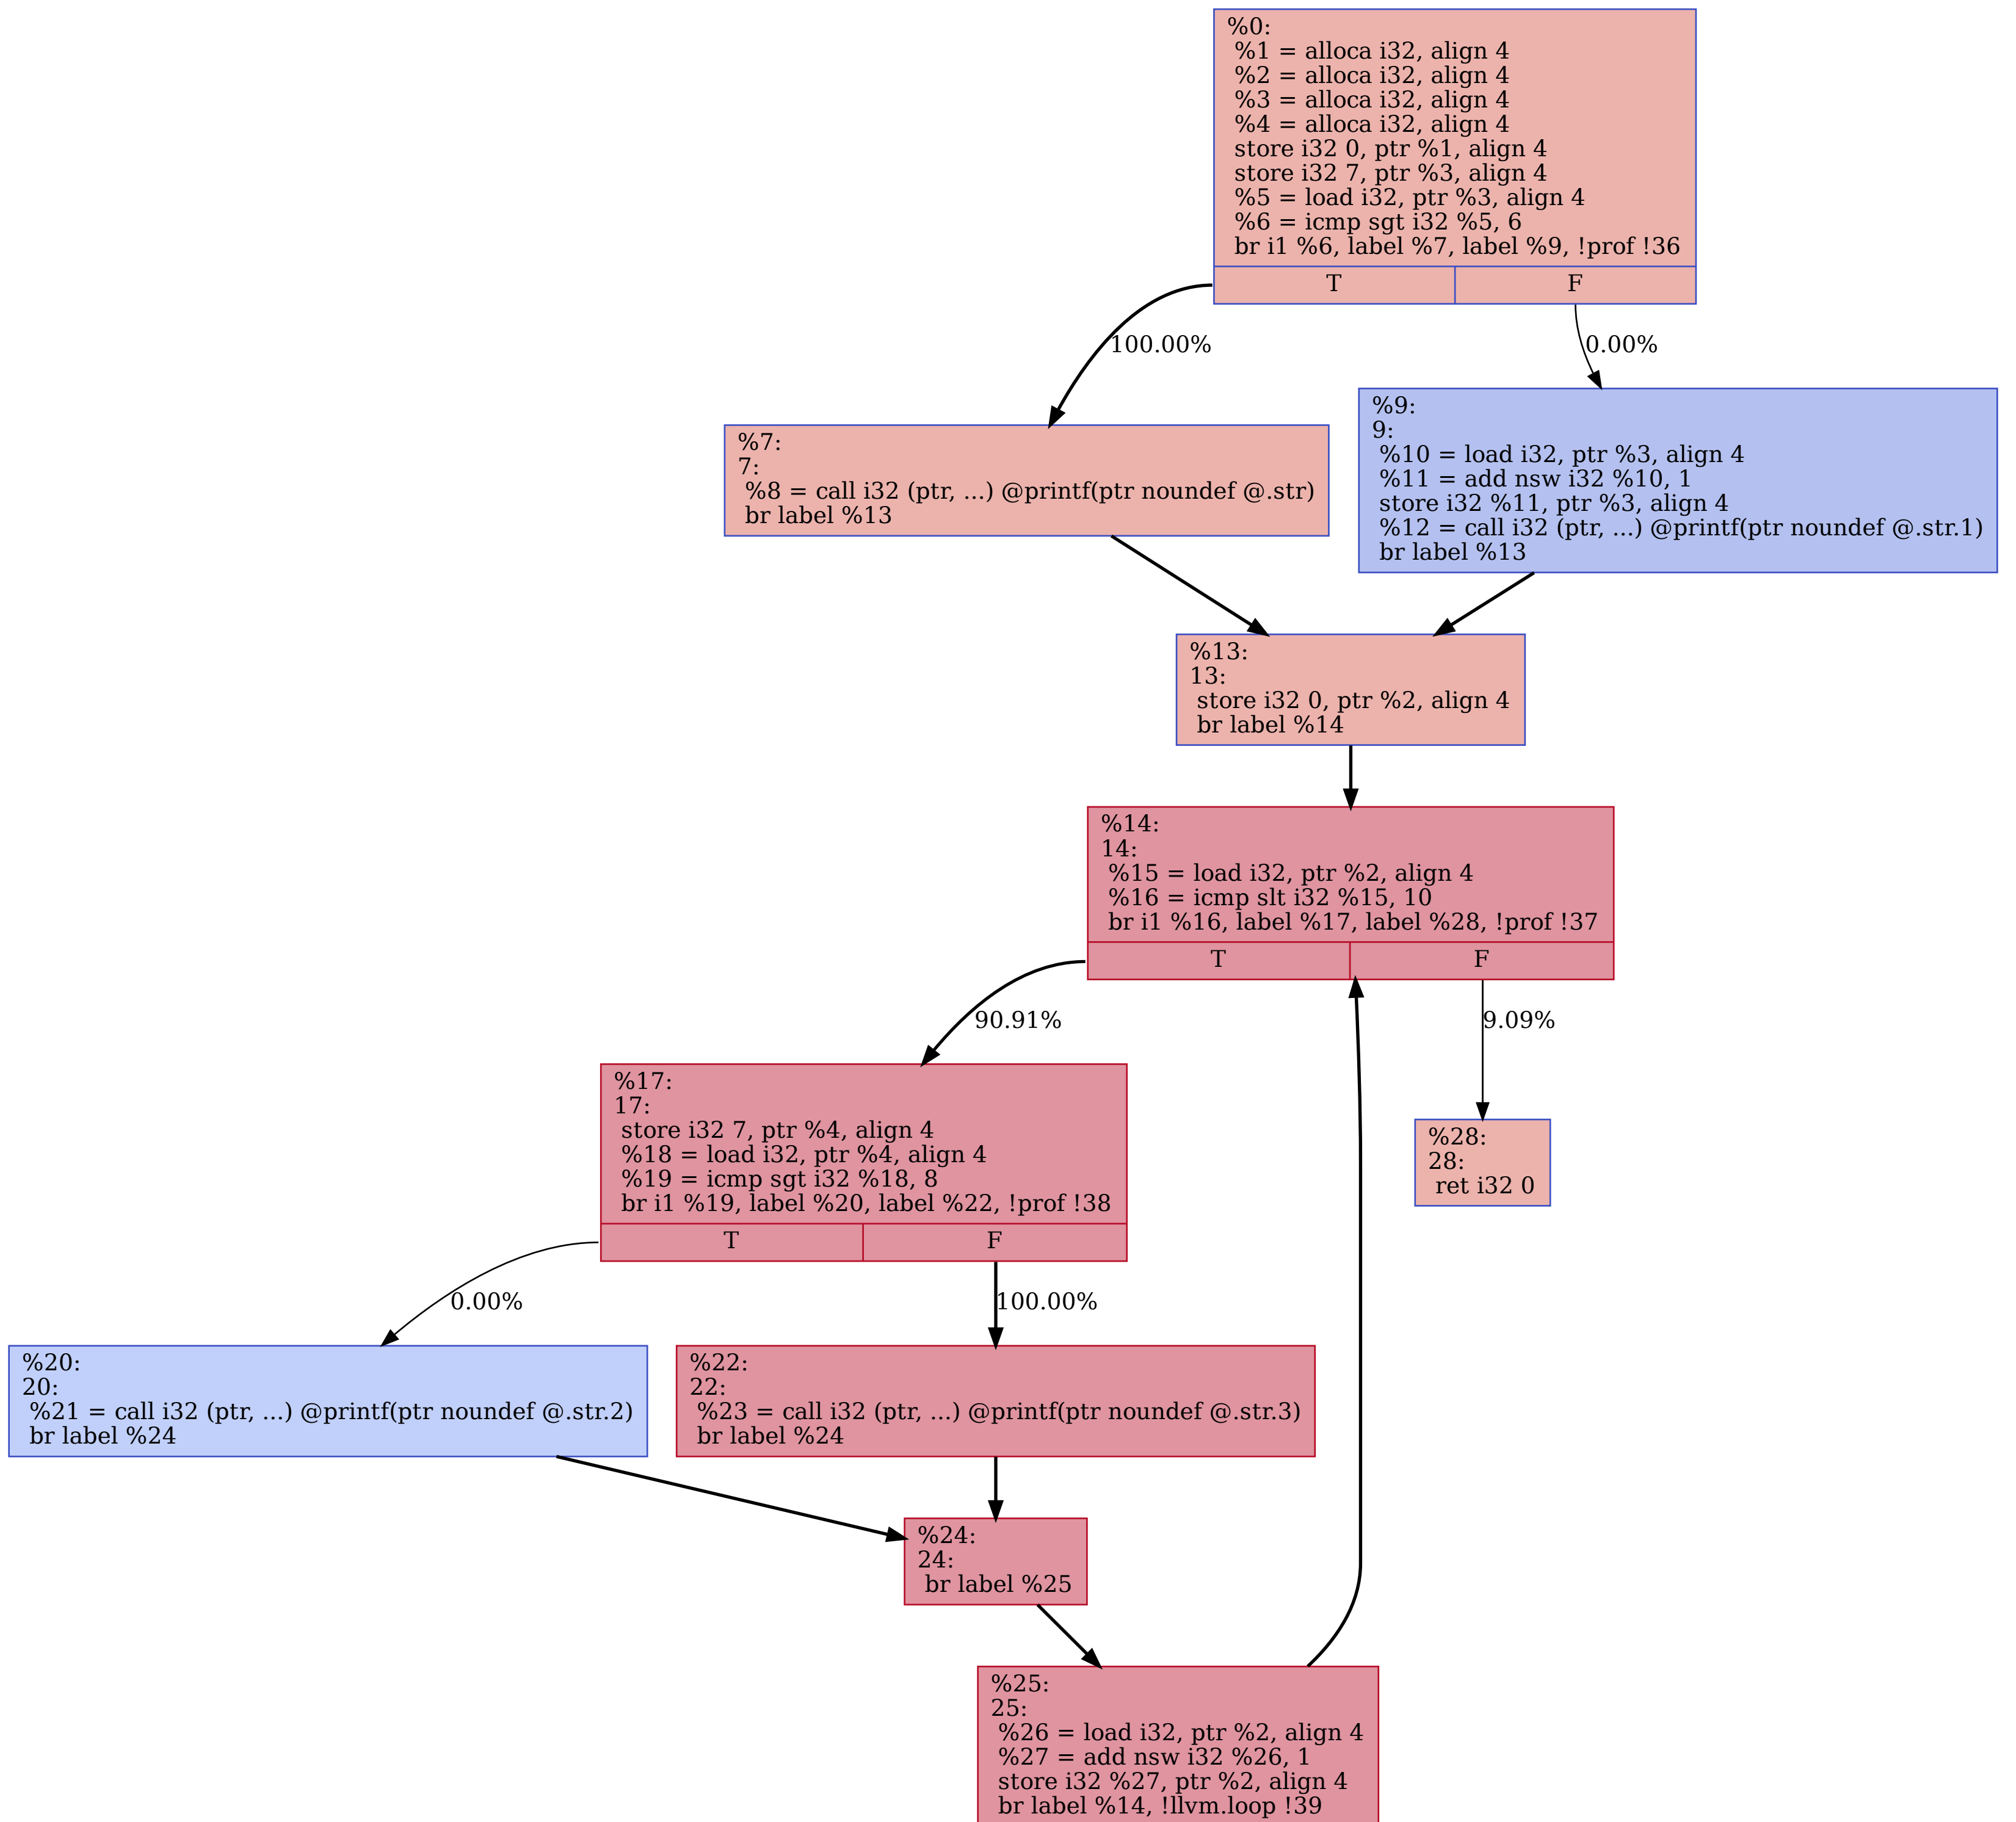 %0:
%1 = alloca i32, align 4
%2 = alloca i32, align 4
%3 = alloca i32, align 4
%4 = alloca i32, align 4
store i32 0, ptr %1, align 4
store i32 7, ptr %3, align 4
%5 = load i32, ptr %3, align 4
%6 = icmp sgt i32 %5, 6
br i1 %6, label %7, label %9, !prof !36
T F
100.00% 0.00%
%7:
7:
%8 = call i32 (ptr, ...) @printf(ptr noundef @.str)
br label %13
%9:
9:
%10 = load i32, ptr %3, align 4
%11 = add nsw i32 %10, 1
store i32 %11, ptr %3, align 4
%12 = call i32 (ptr, ...) @printf(ptr noundef @.str.1)
br label %13
%13:
13:
store i32 0, ptr %2, align 4
br label %14
%14:
14:
%15 = load i32, ptr %2, align 4
%16 = icmp slt i32 %15, 10
br i1 %16, label %17, label %28, !prof !37
T F
90.91% 9.09%
%17:
17:
store i32 7, ptr %4, align 4
%18 = load i32, ptr %4, align 4
%19 = icmp sgt i32 %18, 8
br i1 %19, label %20, label %22, !prof !38
T F
%28:
28:
ret i32 0
0.00% 100.00%
%20:
20:
%21 = call i32 (ptr, ...) @printf(ptr noundef @.str.2)
br label %24
%22:
22:
%23 = call i32 (ptr, ...) @printf(ptr noundef @.str.3)
br label %24
%24:
24:
br label %25
%25:
25:
%26 = load i32, ptr %2, align 4
%27 = add nsw i32 %26, 1
store i32 %27, ptr %2, align 4
br label %14, !llvm.loop !39